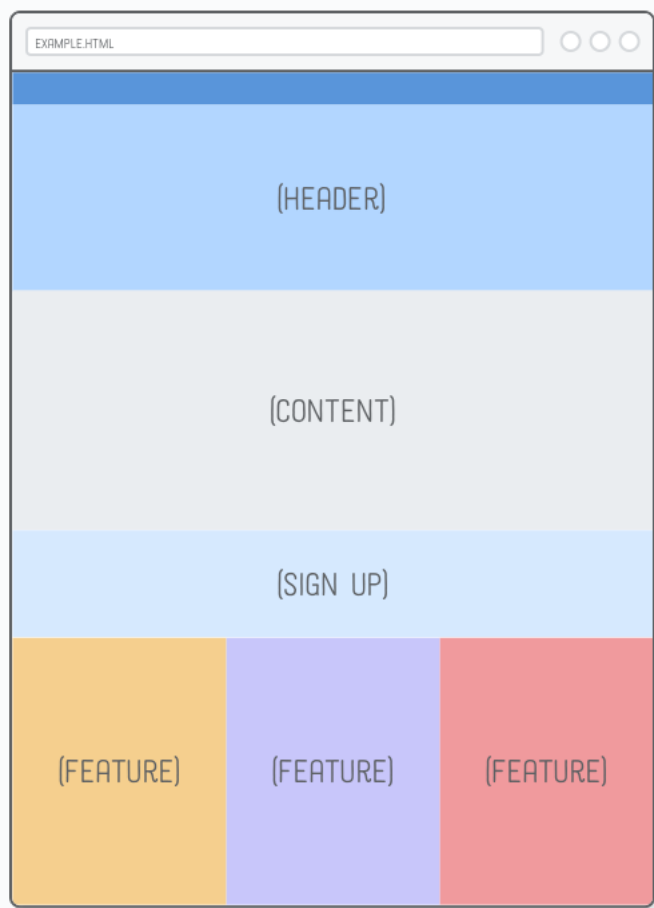 EXAMPLE.HTML
(HEADER)
(CONTENT)
(SIGN UP)
(FEATURE) (FEATURE) (FEATURE)